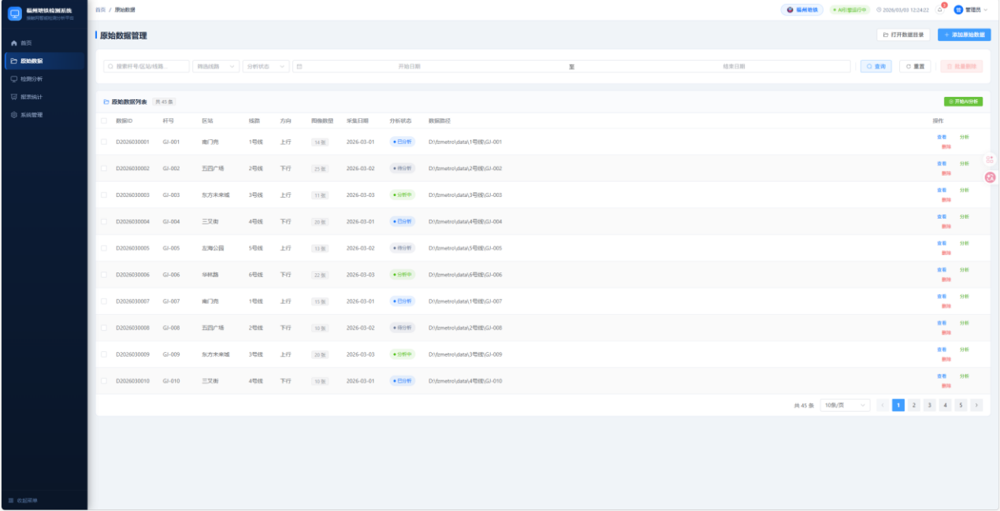 福州地铁检测系统
接触网智能检测分析平台
首页
原始数据
检测分析
报表统计
系统管理
收起菜单
首页 / 原始数据
福州地铁 AI引擎运行中 2026/03/03 12:24:22 管 管理员
原始数据管理 打开数据目录 + 添加原始数据
搜索杆号/区站/线路... 筛选线路 分析状态 开始日期 至 结束日期 查询 重置 批量删除
原始数据列表 共 45 条 开始AI分析
数据ID 杆号 区站 线路 方向 图像数量 采集日期 分析状态 数据路径 操作
D2026030001 GJ-001 南门兜 1号线 上行 14 张 2026-03-01 已分析 D:\fzmetro\data\1号线\GJ-001 查看 分析
删除
D2026030002 GJ-002 五四广场 2号线 下行 25 张 2026-03-02 待分析 D:\fzmetro\data\2号线\GJ-002 查看 分析
删除
D2026030003 GJ-003 东方未来城 3号线 上行 11 张 2026-03-03 分析中 D:\fzmetro\data\3号线\GJ-003 查看 分析
删除
D2026030004 GJ-004 三叉街 4号线 下行 20 张 2026-03-01 已分析 D:\fzmetro\data\4号线\GJ-004 查看 分析
删除
D2026030005 GJ-005 左海公园 5号线 上行 13 张 2026-03-02 待分析 D:\fzmetro\data\5号线\GJ-005 查看 分析
删除
D2026030006 GJ-006 华林路 6号线 下行 22 张 2026-03-03 分析中 D:\fzmetro\data\6号线\GJ-006 查看 分析
删除
D2026030007 GJ-007 南门兜 1号线 上行 15 张 2026-03-01 已分析 D:\fzmetro\data\1号线\GJ-007 查看 分析
删除
D2026030008 GJ-008 五四广场 2号线 下行 10 张 2026-03-02 待分析 D:\fzmetro\data\2号线\GJ-008 查看 分析
删除
D2026030009 GJ-009 东方未来城 3号线 上行 20 张 2026-03-03 分析中 D:\fzmetro\data\3号线\GJ-009 查看 分析
删除
D2026030010 GJ-010 三叉街 4号线 下行 10 张 2026-03-01 已分析 D:\fzmetro\data\4号线\GJ-010 查看 分析
删除
共 45 条 10条/页 < 1 2 3 4 5 >